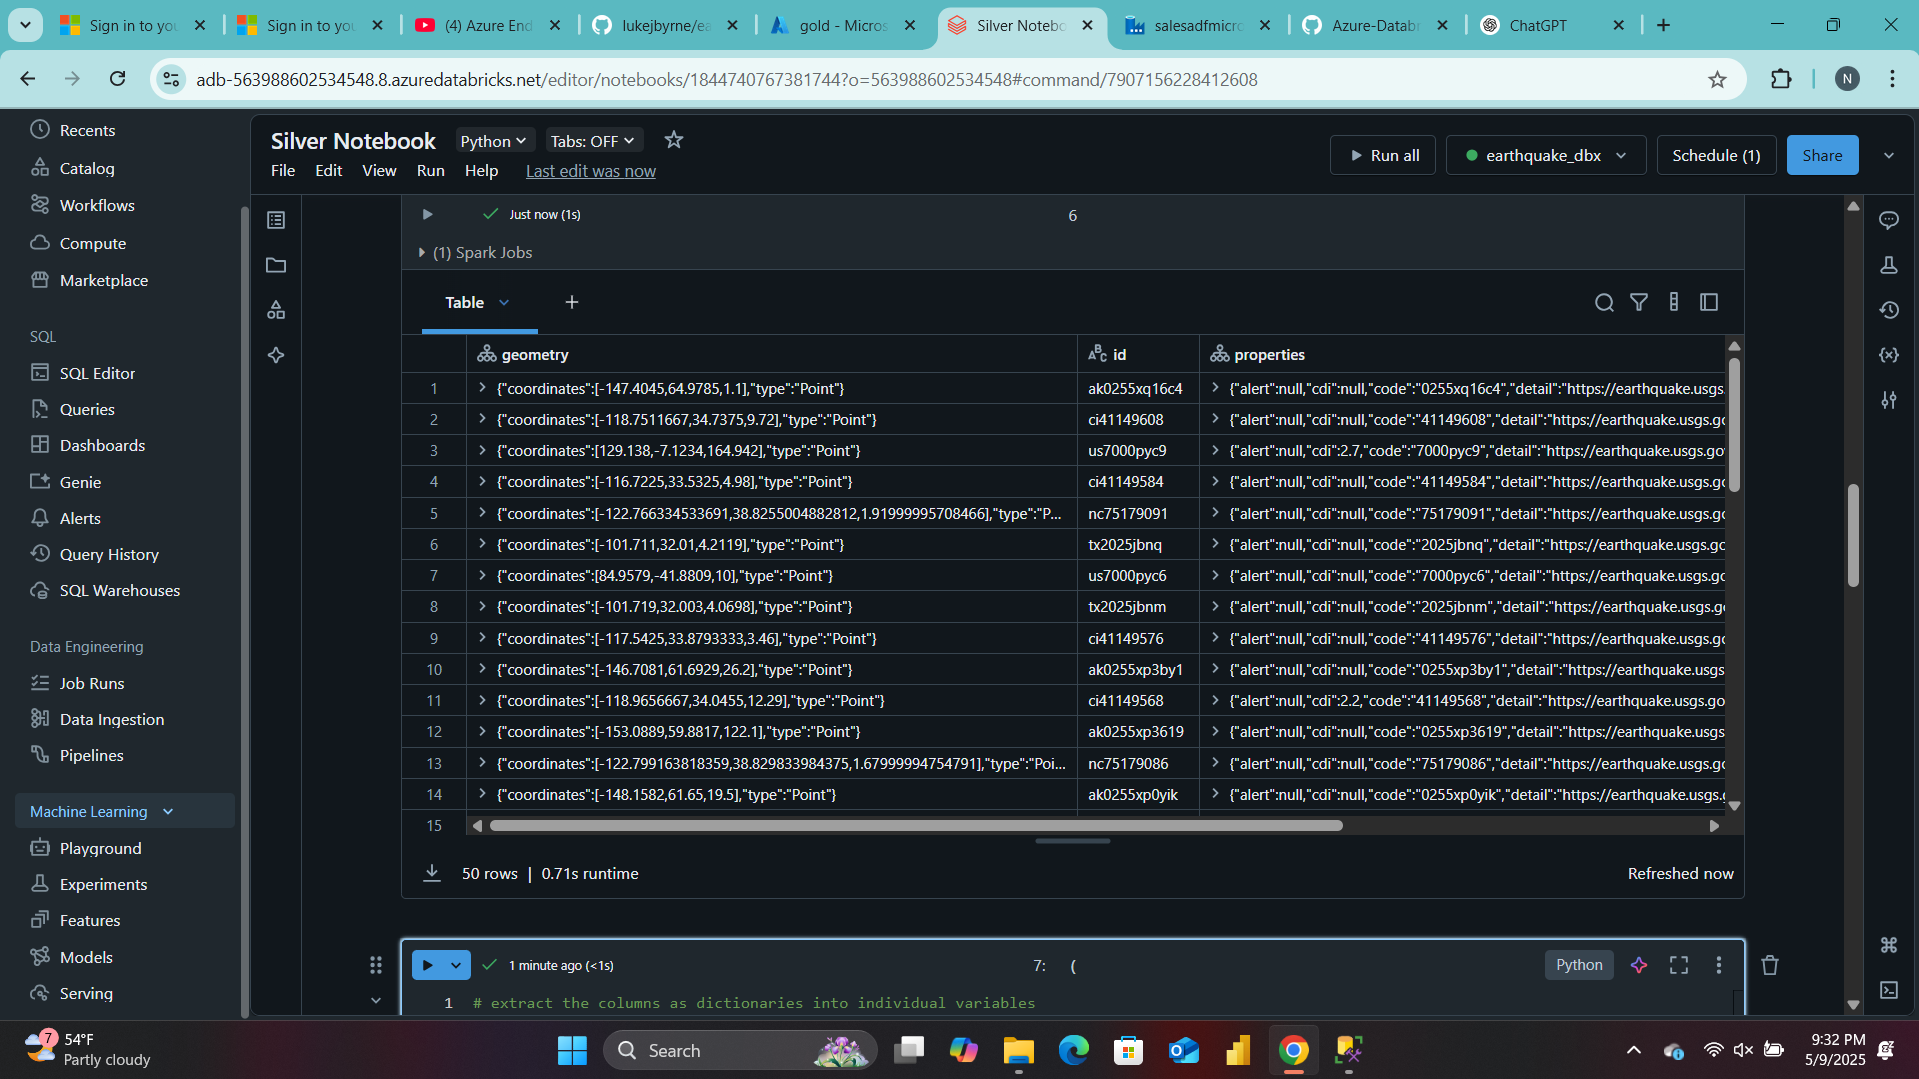 Sign in to you
Sign in to you
(4) Azure End
lukejbyrne/ea
gold - Micros
Silver Notebo
salesadfmicro
Azure-Databr
ChatGPT
adb-563988602534548.8.azuredatabricks.net/editor/notebooks/1844740767381744?o=563988602534548#command/7907156228412608
N
Recents
Catalog
Workflows
Compute
Marketplace
SQL
SQL Editor
Queries
Dashboards
Genie
Alerts
Query History
SQL Warehouses
Data Engineering
Job Runs
Data Ingestion
Pipelines
Machine Learning
Playground
Experiments
Features
Models
Serving
Silver Notebook
Python
Tabs: OFF
File Edit View Run Help Last edit was now
Run all
earthquake_dbx
Schedule (1)
Share
Just now (1s)
6
(1) Spark Jobs
Table
geometry id properties
1 {"coordinates":[-147.4045,64.9785,1.1],"type":"Point"} ak0255xq16c4 {"alert":null,"cdi":null,"code":"0255xq16c4","detail":"https://earthquake.usgs.
2 {"coordinates":[-118.7511667,34.7375,9.72],"type":"Point"} ci41149608 {"alert":null,"cdi":null,"code":"41149608","detail":"https://earthquake.usgs.go
3 {"coordinates":[129.138,-7.1234,164.942],"type":"Point"} us7000pyc9 {"alert":null,"cdi":2.7,"code":"7000pyc9","detail":"https://earthquake.usgs.go
4 {"coordinates":[-116.7225,33.5325,4.98],"type":"Point"} ci41149584 {"alert":null,"cdi":null,"code":"41149584","detail":"https://earthquake.usgs.gc
5 {"coordinates":[-122.766334533691,38.8255004882812,1.91999995708466],"type":"P... nc75179091 {"alert":null,"cdi":null,"code":"75179091","detail":"https://earthquake.usgs.gc
6 {"coordinates":[-101.711,32.01,4.2119],"type":"Point"} tx2025jbnq {"alert":null,"cdi":null,"code":"2025jbnq","detail":"https://earthquake.usgs.gc
7 {"coordinates":[84.9579,-41.8809,10],"type":"Point"} us7000pyc6 {"alert":null,"cdi":null,"code":"7000pyc6","detail":"https://earthquake.usgs.gc
8 {"coordinates":[-101.719,32.003,4.0698],"type":"Point"} tx2025jbnm {"alert":null,"cdi":null,"code":"2025jbnm","detail":"https://earthquake.usgs.g
9 {"coordinates":[-117.5425,33.8793333,3.46],"type":"Point"} ci41149576 {"alert":null,"cdi":null,"code":"41149576","detail":"https://earthquake.usgs.gc
10 {"coordinates":[-146.7081,61.6929,26.2],"type":"Point"} ak0255xp3by1 {"alert":null,"cdi":null,"code":"0255xp3by1","detail":"https://earthquake.usgs
11 {"coordinates":[-118.9656667,34.0455,12.29],"type":"Point"} ci41149568 {"alert":null,"cdi":2.2,"code":"41149568","detail":"https://earthquake.usgs.go
12 {"coordinates":[-153.0889,59.8817,122.1],"type":"Point"} ak0255xp3619 {"alert":null,"cdi":null,"code":"0255xp3619","detail":"https://earthquake.usgs
13 {"coordinates":[-122.799163818359,38.829833984375,1.67999994754791],"type":"Poi... nc75179086 {"alert":null,"cdi":null,"code":"75179086","detail":"https://earthquake.usgs.gc
14 {"coordinates":[-148.1582,61.65,19.5],"type":"Point"} ak0255xp0yik {"alert":null,"cdi":null,"code":"0255xp0yik","detail":"https://earthquake.usgs.
15
50 rows | 0.71s runtime
Refreshed now
1 minute ago (<1s)
7: (
Python
1 # extract the columns as dictionaries into individual variables
7
54°F
Partly cloudy
Search
9:32 PM
5/9/2025